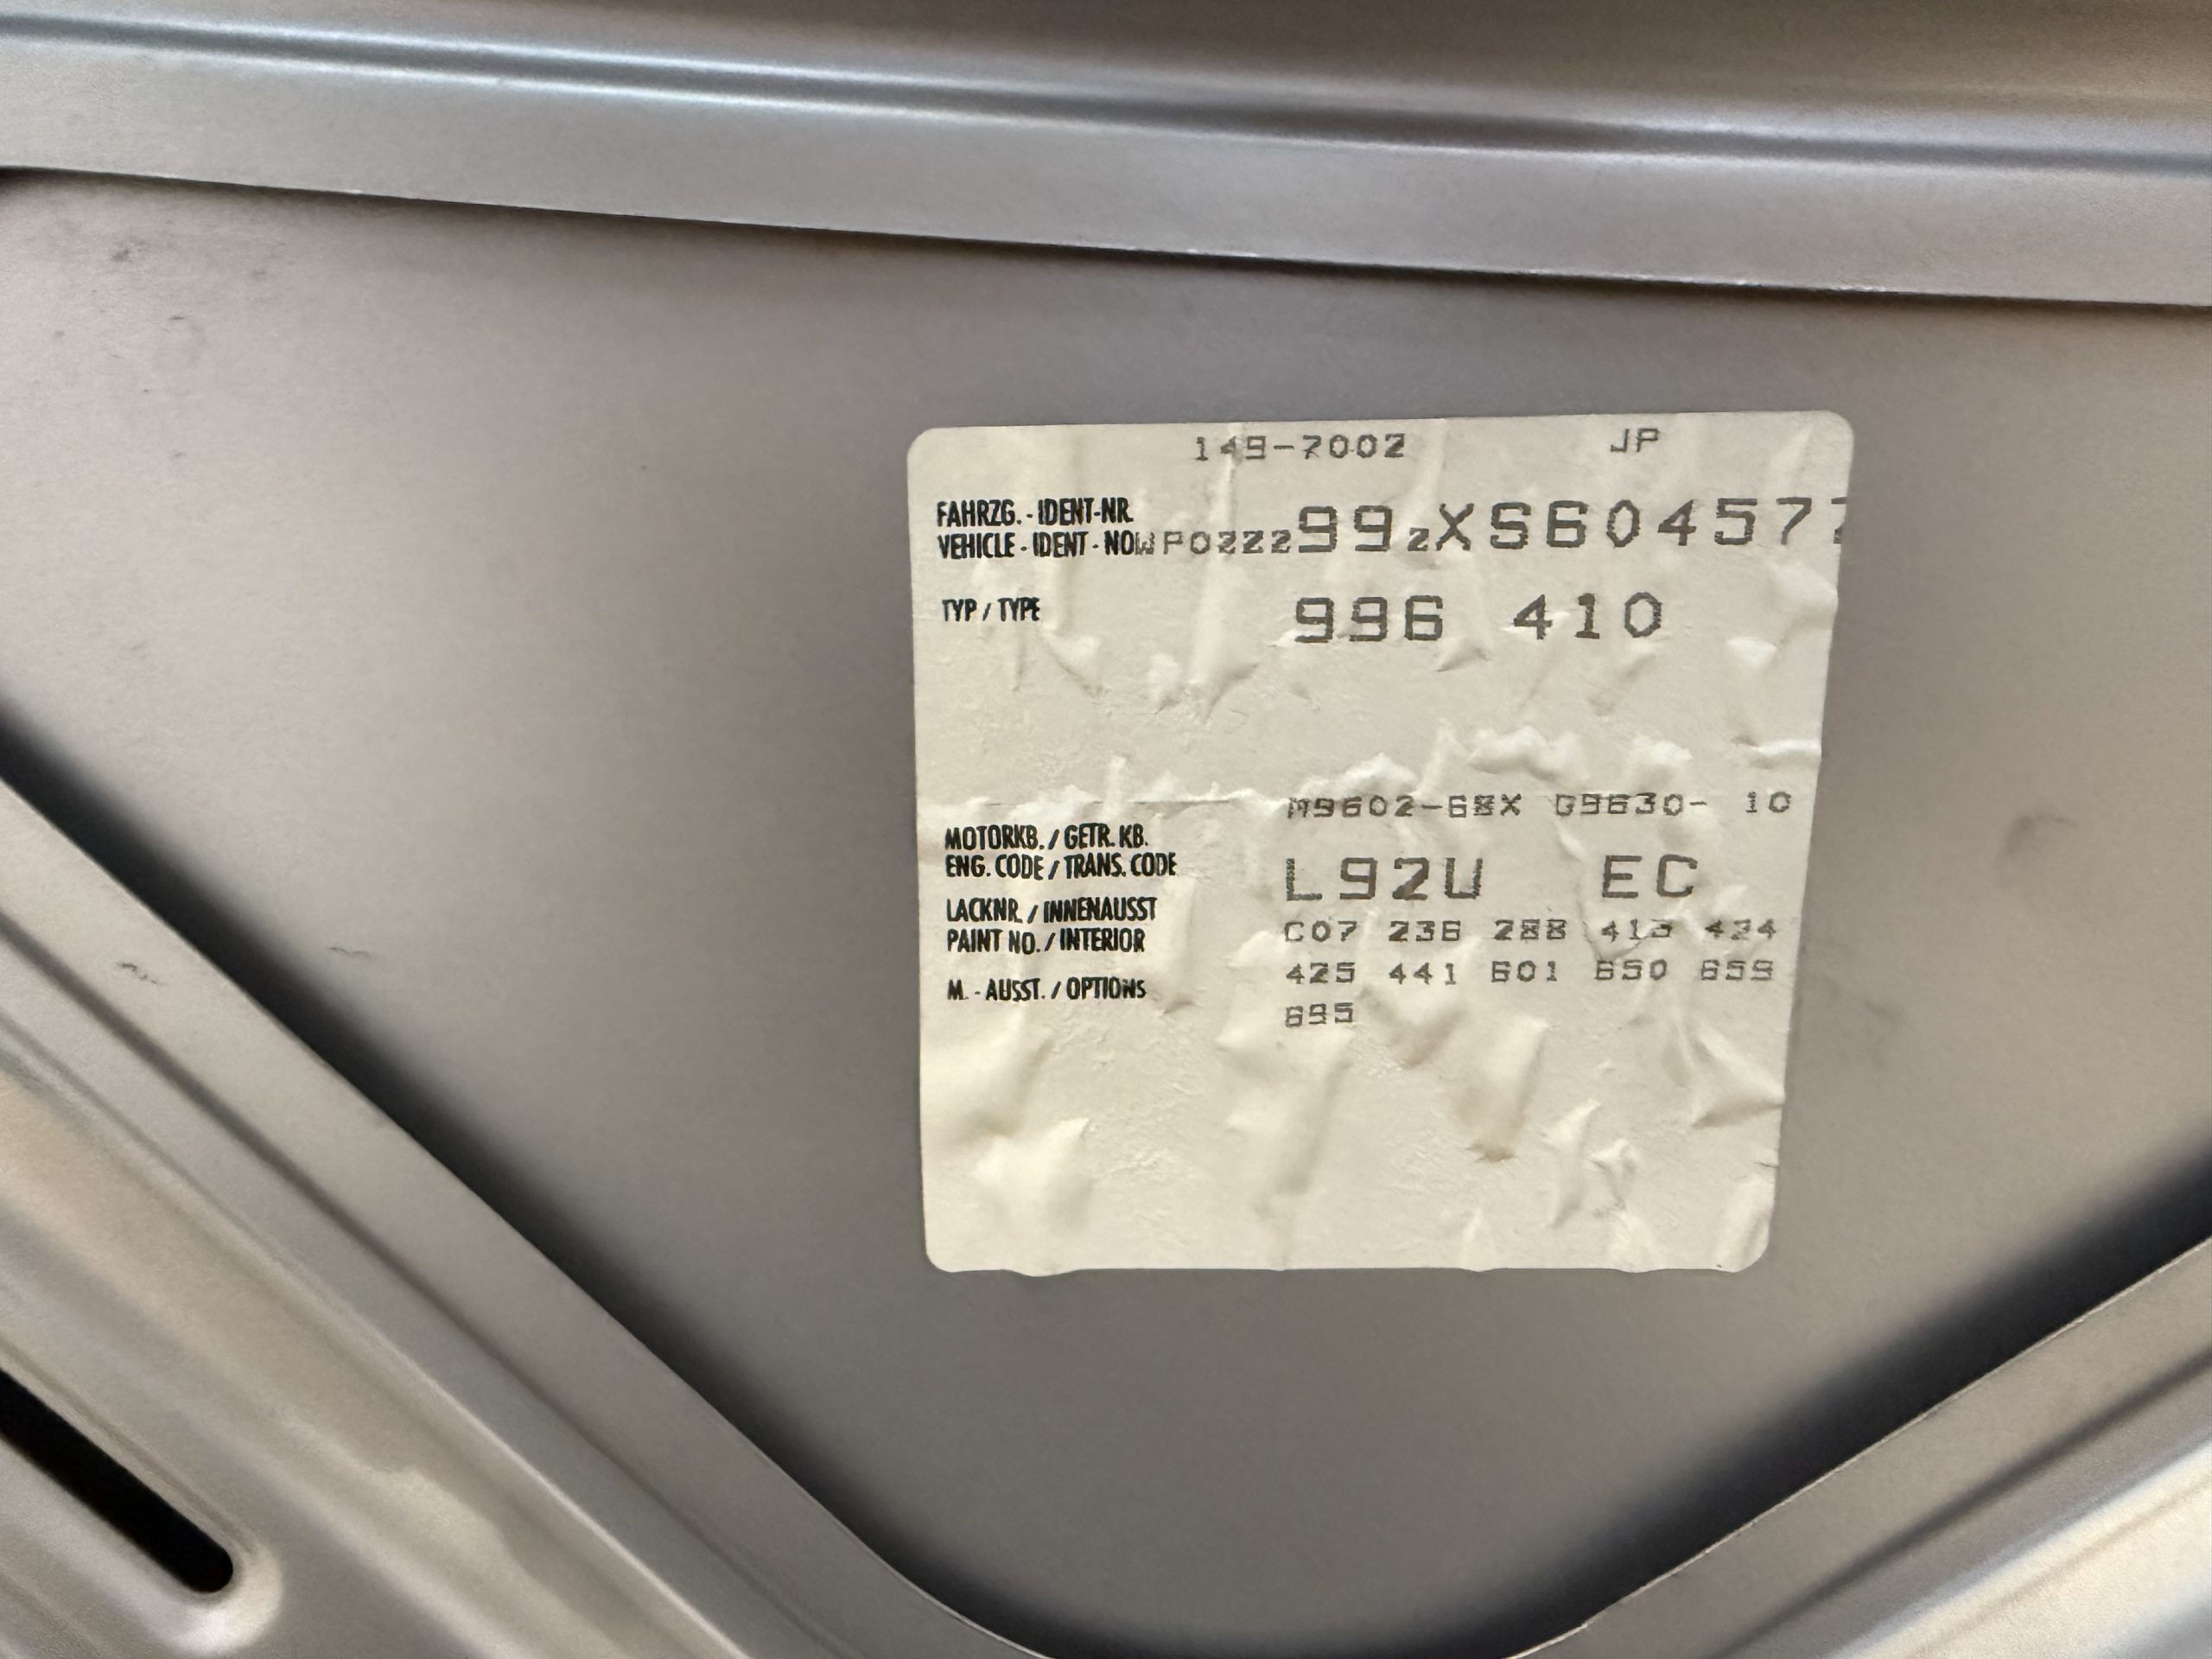 149-7002 JP
FAHRZG. - IDENT-NR.
VEHICLE - IDENT - NO. WP0ZZZ99ZXS604577
TYP / TYPE 996 410
M9602-68X G9630- 10
MOTORKB. / GETR. KB.
ENG. CODE / TRANS. CODE
L92U EC
LACKNR. / INNENAUSST
PAINT NO. / INTERIOR
C07 236 288 424
M. - AUSST. / OPTIONS
425 441 601 650 659
695